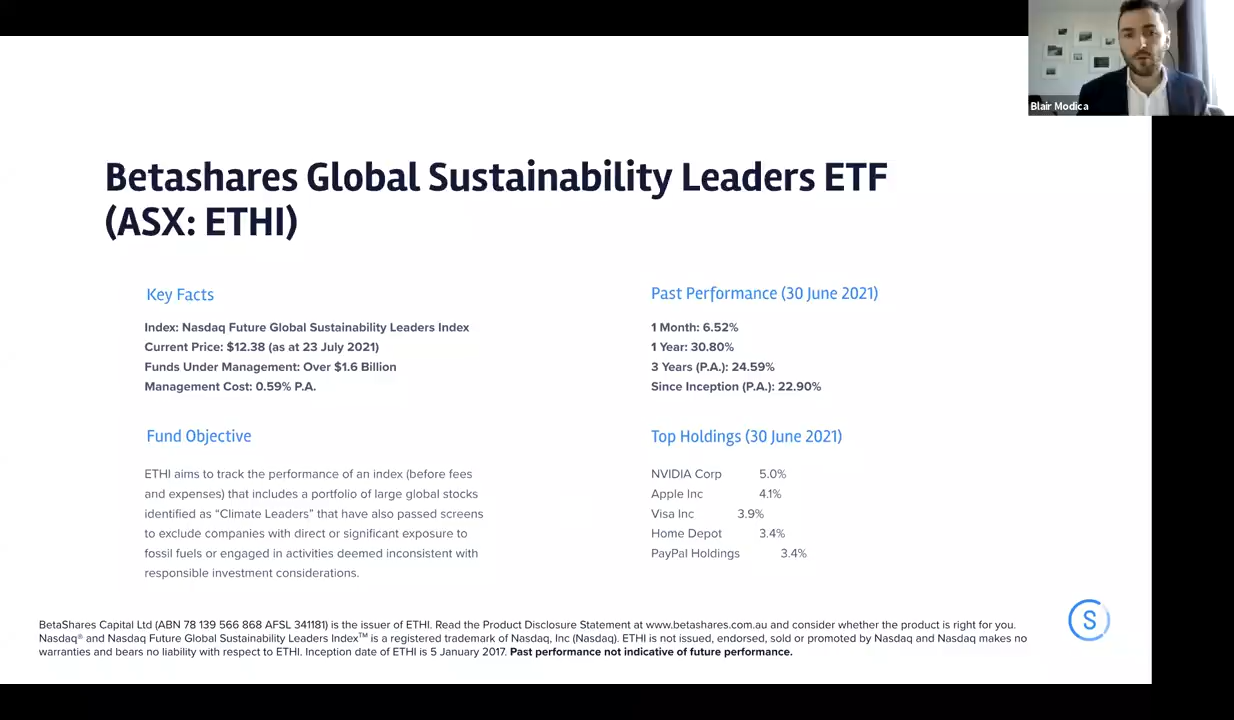 Blair Modica
Betashares Global Sustainability Leaders ETF
(ASX: ETHI)
Key Facts
Index: Nasdaq Future Global Sustainability Leaders Index
Current Price: $12.38 (as at 23 July 2021)
Funds Under Management: Over $1.6 Billion
Management Cost: 0.59% P.A.
Past Performance (30 June 2021)
1 Month: 6.52%
1 Year: 30.80%
3 Years (P.A.): 24.59%
Since Inception (P.A.): 22.90%
Fund Objective
ETHI aims to track the performance of an index (before fees
and expenses) that includes a portfolio of large global stocks
identified as “Climate Leaders” that have also passed screens
to exclude companies with direct or significant exposure to
fossil fuels or engaged in activities deemed inconsistent with
responsible investment considerations.
Top Holdings (30 June 2021)
NVIDIA Corp 5.0%
Apple Inc 4.1%
Visa Inc 3.9%
Home Depot 3.4%
PayPal Holdings 3.4%
S
BetaShares Capital Ltd (ABN 78 139 566 868 AFSL 341181) is the issuer of ETHI. Read the Product Disclosure Statement at www.betashares.com.au and consider whether the product is right for you.
Nasdaq® and Nasdaq Future Global Sustainability Leaders Index™ is a registered trademark of Nasdaq, Inc (Nasdaq). ETHI is not issued, endorsed, sold or promoted by Nasdaq and Nasdaq makes no
warranties and bears no liability with respect to ETHI. Inception date of ETHI is 5 January 2017. Past performance not indicative of future performance.